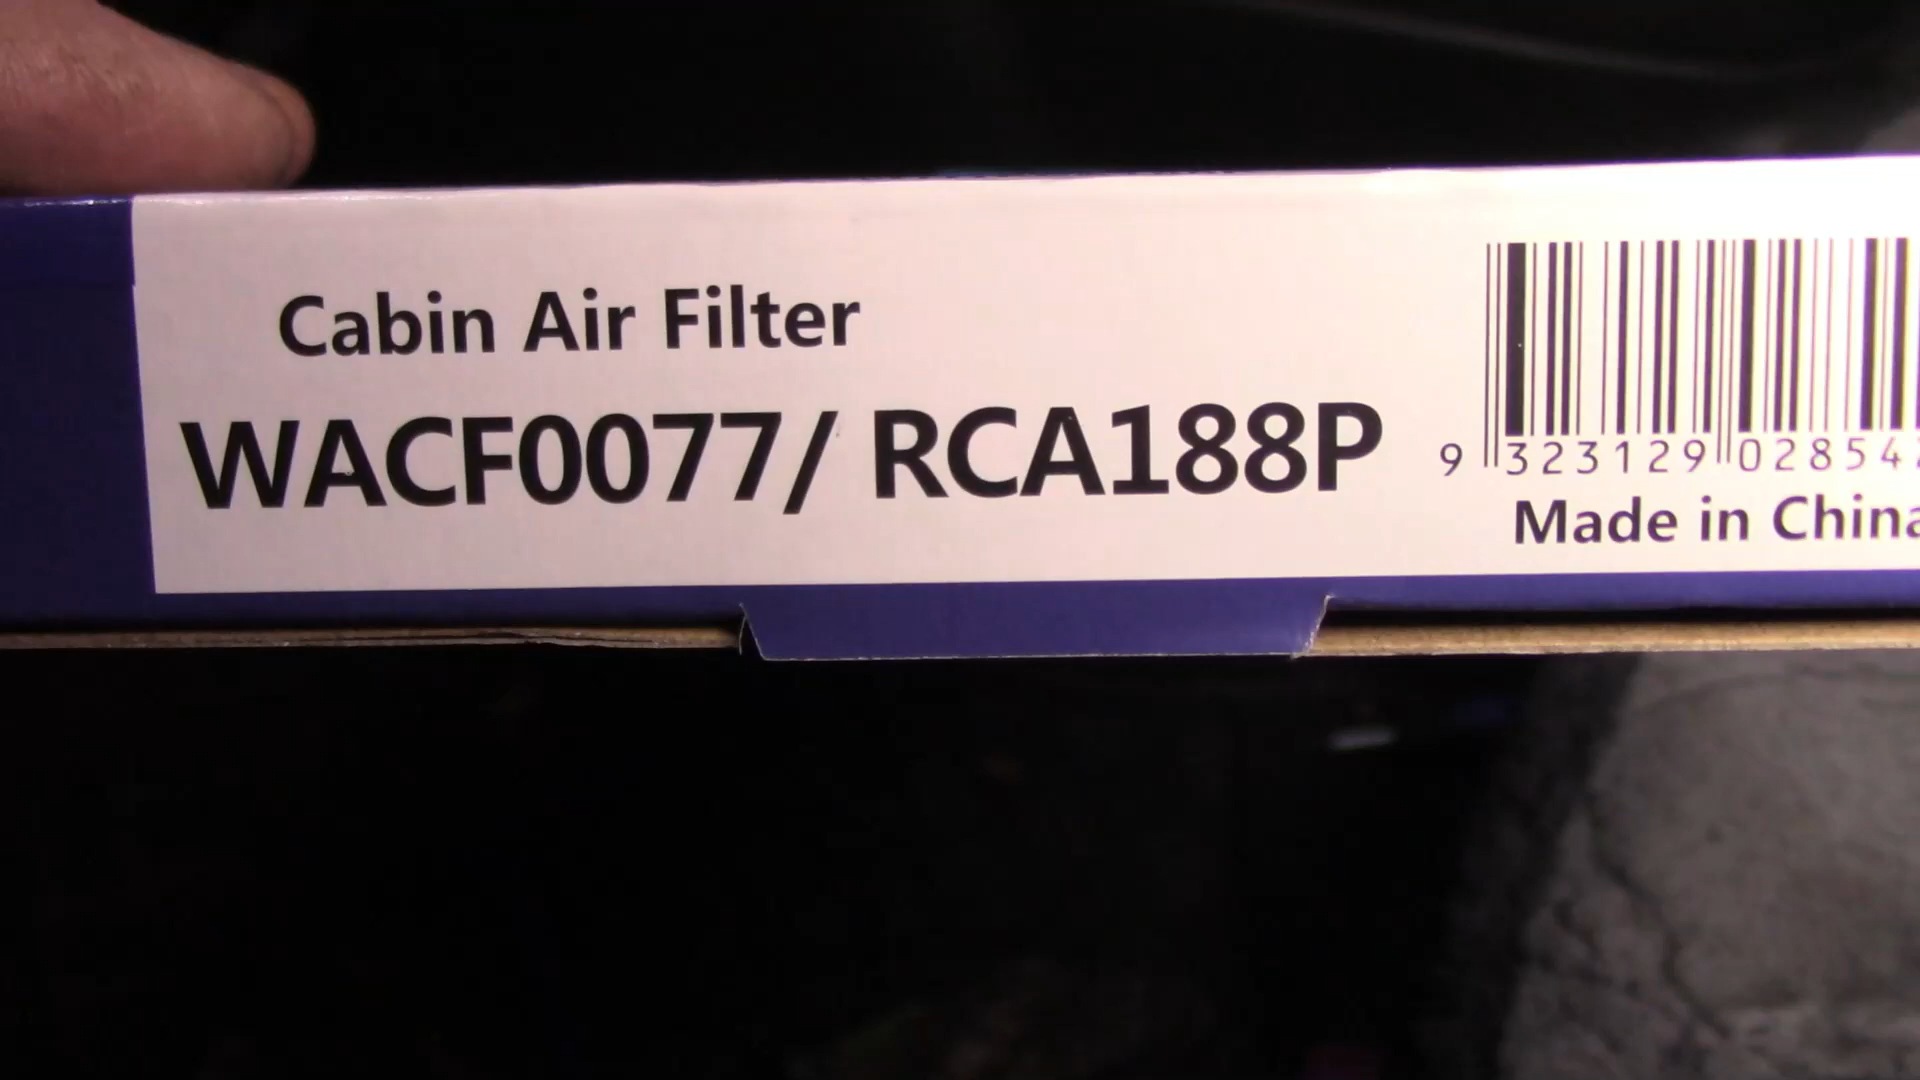 Cabin Air Filter
WACF0077/ RCA188P
9 323129 02854
Made in China